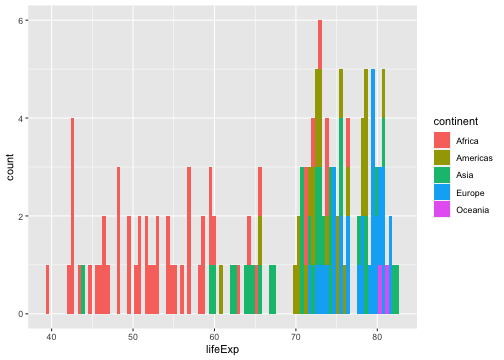 6
4
2
0
count
40
50
60
70
80
lifeExp
continent
Africa
Americas
Asia
Europe
Oceania